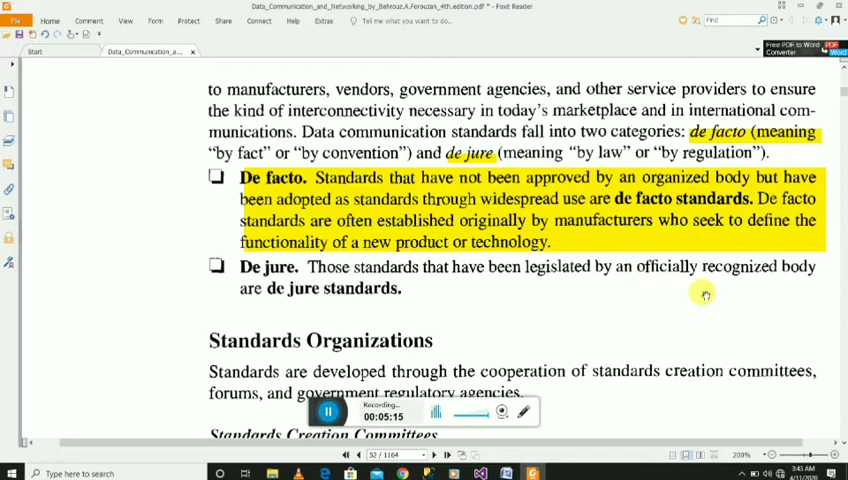 Data_Communication_and_Networking_by_Behrouz.A.Forouzan_4th.edition.pdf * - Foxit Reader
File Home Comment View Form Protect Share Connect Help Extras Tell me what you want to do.. Find
Start Data_Communication_a... Free PDF to Word Converter
PDF
Word
to manufacturers, vendors, government agencies, and other service providers to ensure
the kind of interconnectivity necessary in today's marketplace and in international com-
munications. Data communication standards fall into two categories: de facto (meaning
"by fact" or "by convention") and de jure (meaning "by law" or "by regulation").
De facto. Standards that have not been approved by an organized body but have
been adopted as standards through widespread use are de facto standards. De facto
standards are often established originally by manufacturers who seek to define the
functionality of a new product or technology.
De jure. Those standards that have been legislated by an officially recognized body
are de jure standards.
Standards Organizations
Standards are developed through the cooperation of standards creation committees,
forums, and government regulatory agencies.
Recording...
00:05:15
Standards Creation Committees
52 / 1164 200%
Type here to search 3:43 AM
4/11/2020